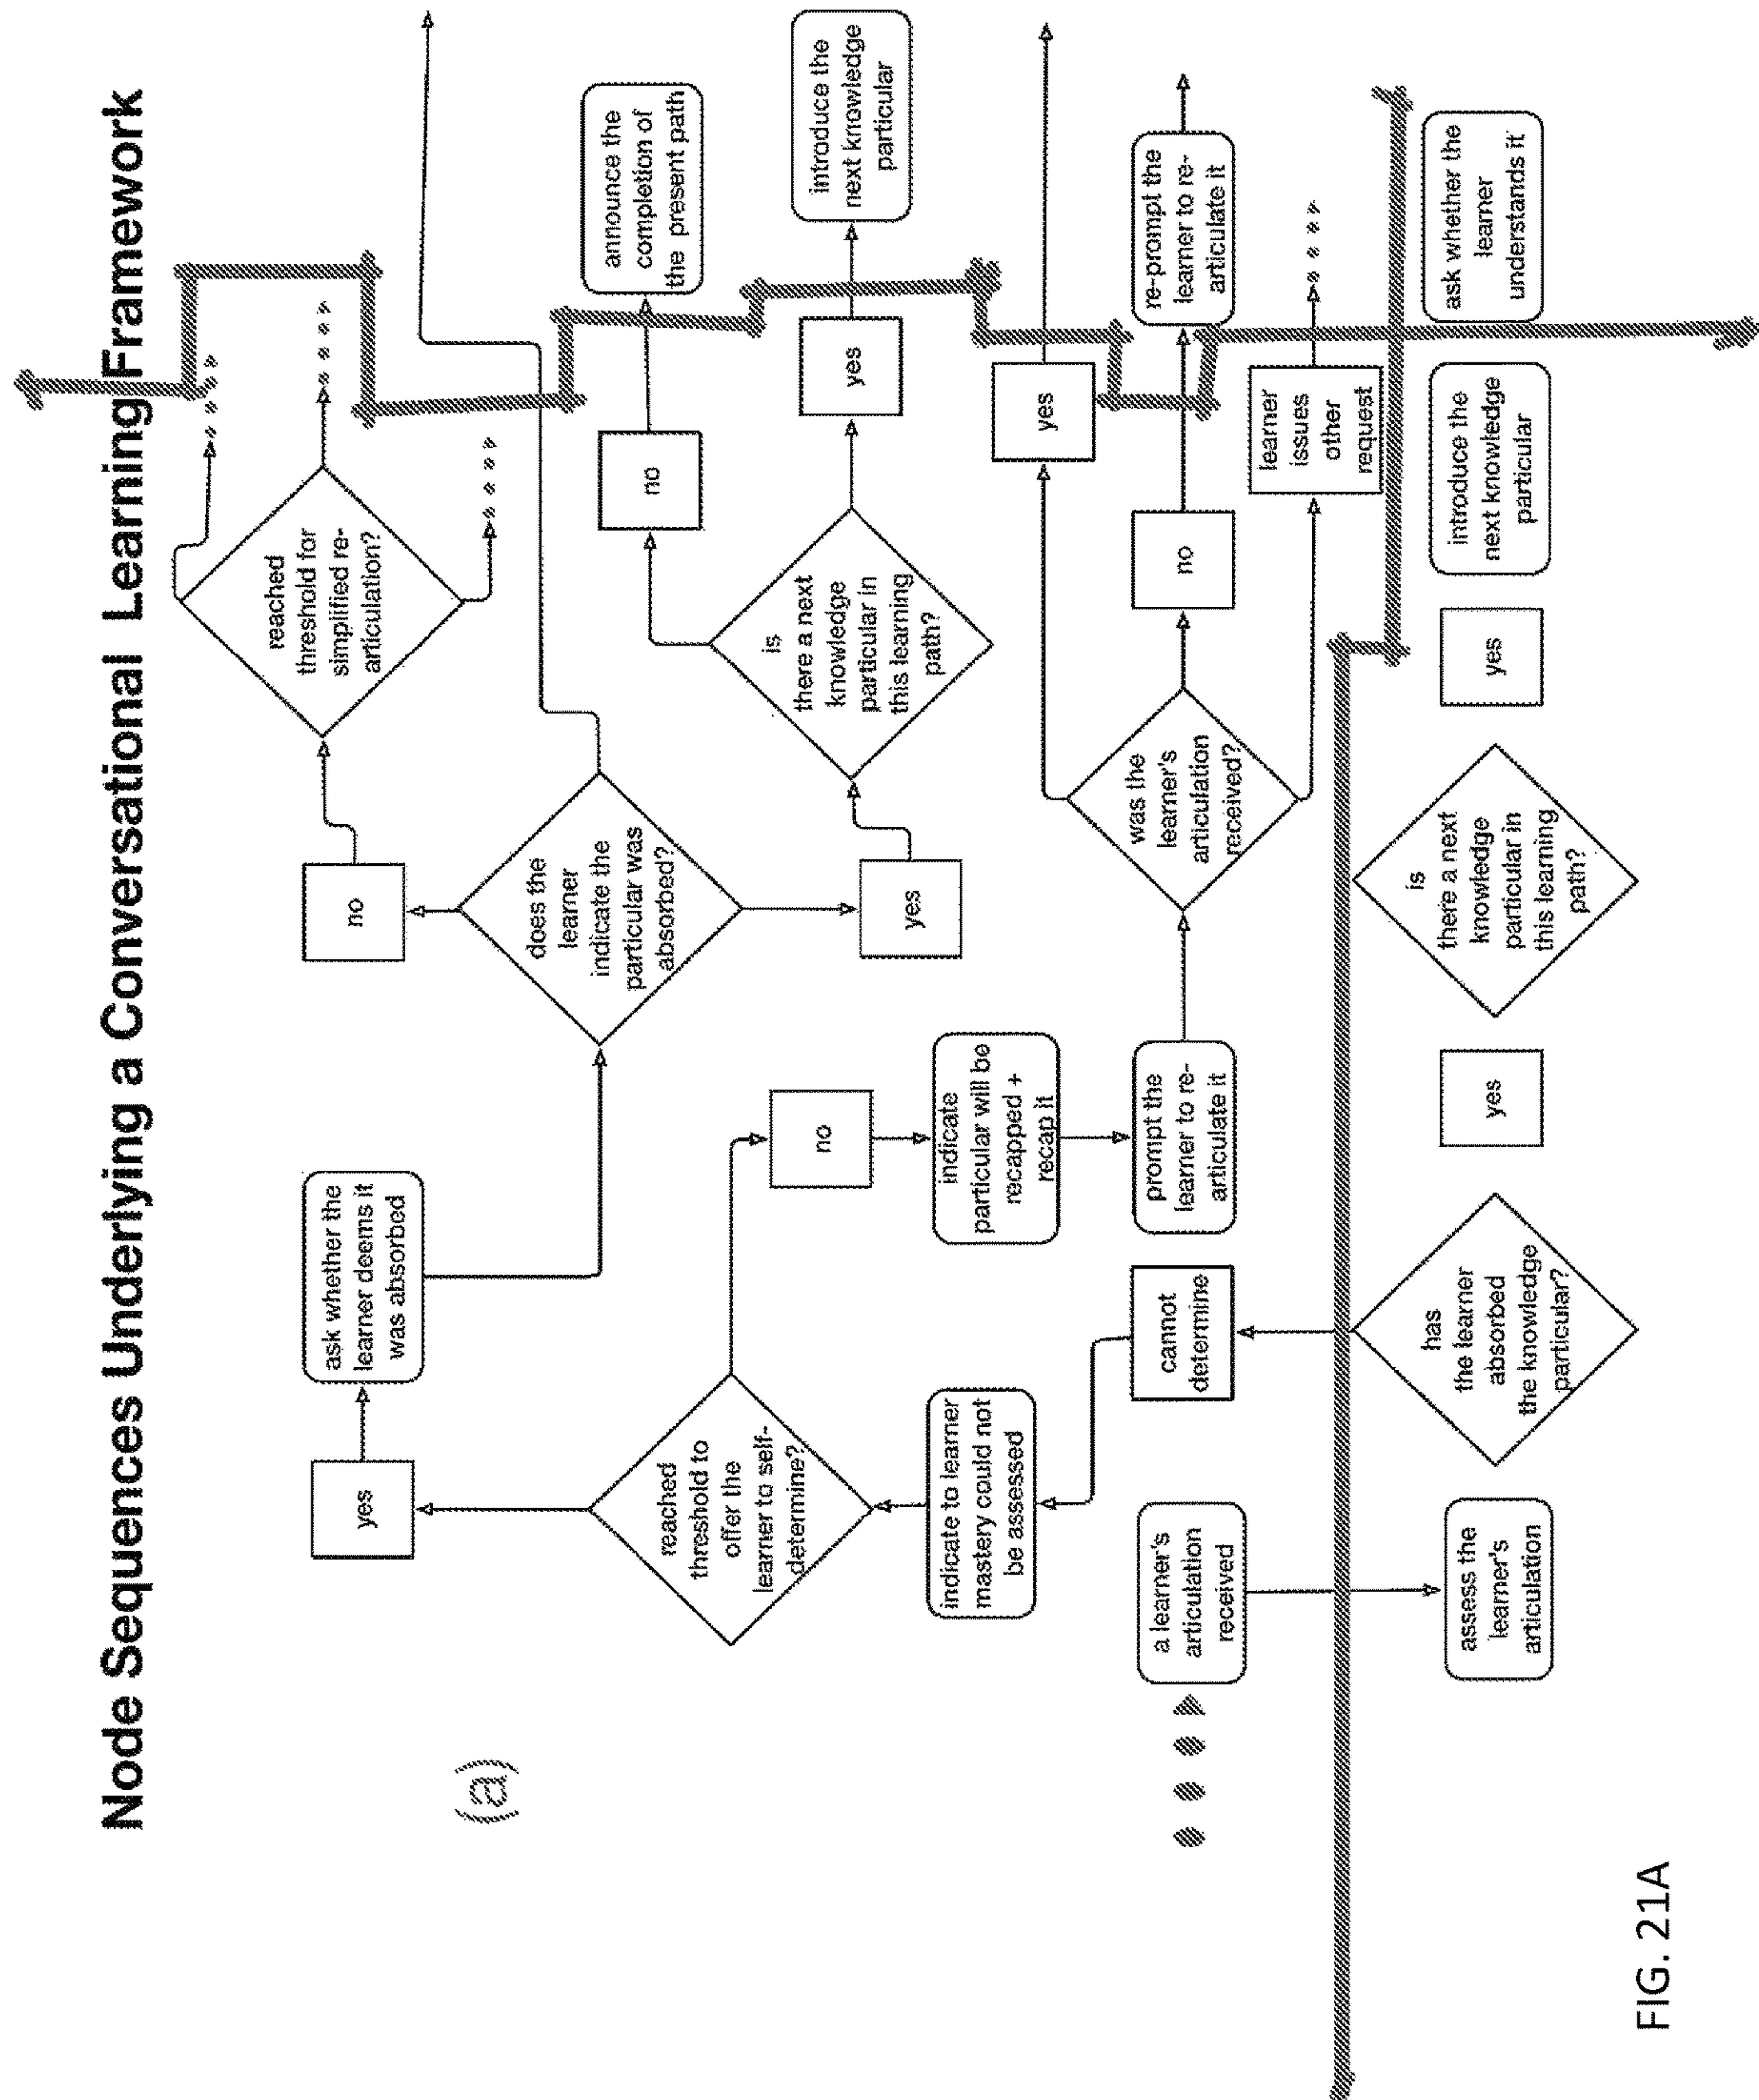 Node Sequences Underlying a Conversational Learning Framework
yes
ask whether the
learner deems it
was absorbed
no
reached
threshold for
simplified re-
articulation?
(a)
does the
learner
indicate the
particular was
absorbed?
no
announce the
completion of
the present path
reached
threshold to
offer the
learner to self-
determine?
no
is
there a next
knowledge
particular in
this learning
path?
yes
introduce the
next knowledge
particular
yes
indicate to learner
mastery could not
be assessed
indicate
particular will be
recapped +
recap it
yes
a learner's
articulation
received
cannot
determine
prompt the
learner to re-
articulate it
was the
learner's
articulation
received?
no
re-prompt the
learner to re-
articulate it
learner
issues
other
request
assess the
learner's
articulation
has
the learner
absorbed
the knowledge
particular?
yes
is
there a next
knowledge
particular in
this learning
path?
yes
introduce the
next knowledge
particular
ask whether the
learner
understands it
FIG. 21A